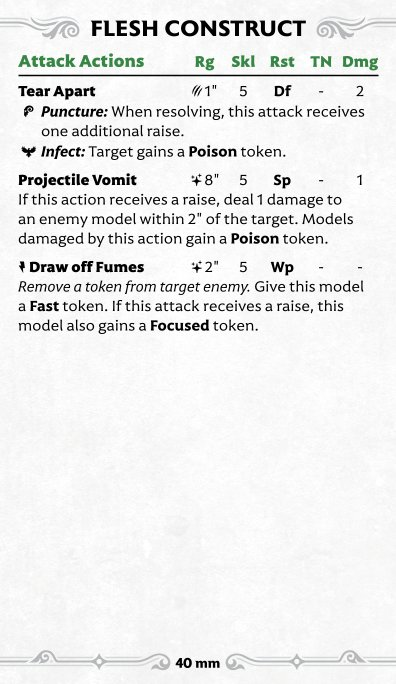 FLESH CONSTRUCT
Attack Actions Rg Skl Rst TN Dmg
Tear Apart 1" 5 Df - 2
Puncture: When resolving, this attack receives
one additional raise.
Infect: Target gains a Poison token.
Projectile Vomit 8" 5 Sp - 1
If this action receives a raise, deal 1 damage to
an enemy model within 2" of the target. Models
damaged by this action gain a Poison token.
Draw off Fumes 2" 5 Wp - -
Remove a token from target enemy. Give this model
a Fast token. If this attack receives a raise, this
model also gains a Focused token.
40 mm